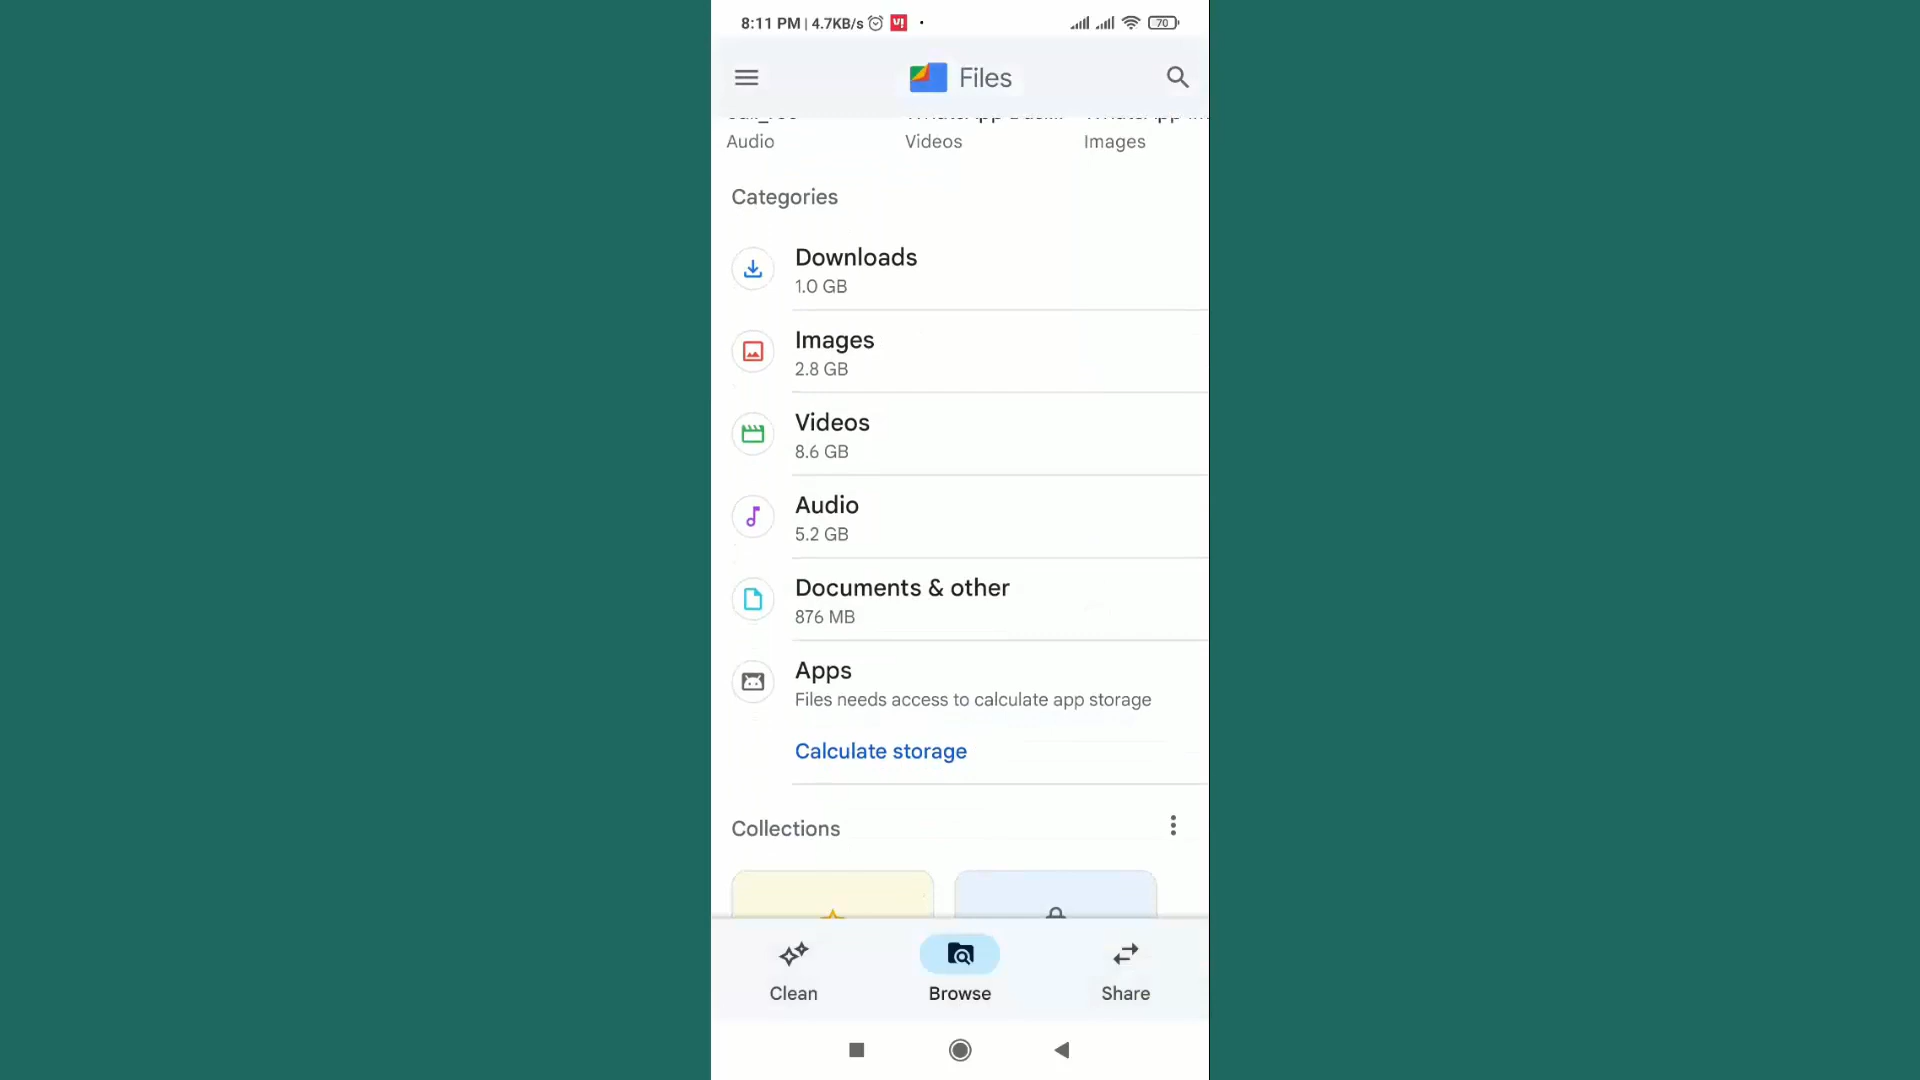 8:11 PM | 4.7KB/s V! 70
Files
Audio Videos Images
Categories
Downloads
1.0 GB
Images
2.8 GB
Videos
8.6 GB
Audio
5.2 GB
Documents & other
876 MB
Apps
Files needs access to calculate app storage
Calculate storage
Collections
Clean Browse Share